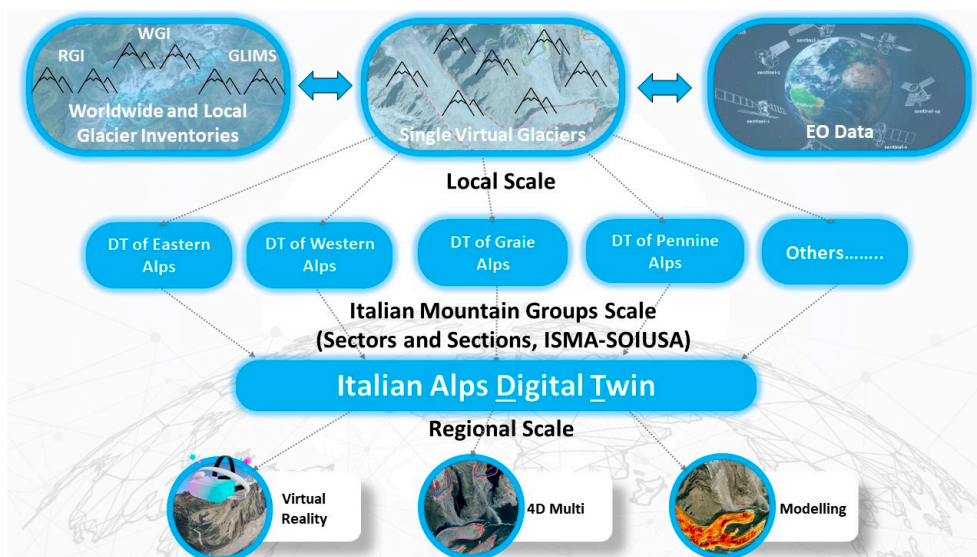 WGI
RGI
GLIMS
Worldwide and Local
Glacier Inventories
Single Virtual Glaciers
EO Data
Local Scale
DT of Eastern
Alps
DT of Western
Alps
DT of Graie
Alps
DT of Pennine
Alps
Others........
Italian Mountain Groups Scale
(Sectors and Sections, ISMA-SOIUSA)
Italian Alps Digital Twin
Regional Scale
Virtual
Reality
4D Multi
Modelling